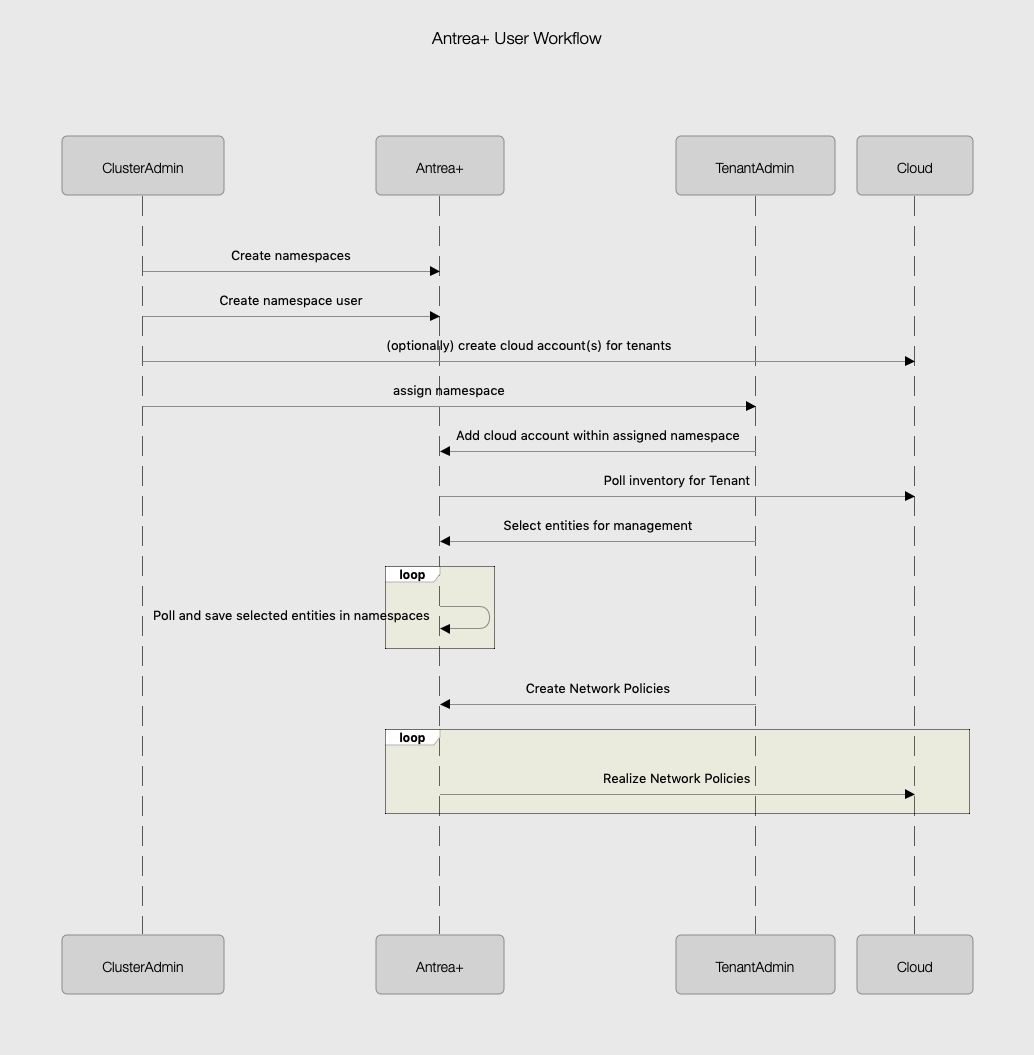 Antrea+ User Workflow
ClusterAdmin
Antrea+
TenantAdmin
Cloud
Create namespaces
Create namespace user
(optionally) create cloud account(s) for tenants
assign namespace
Add cloud account within assigned namespace
Poll inventory for Tenant
Select entities for management
loop
Poll and save selected entities in namespaces
Create Network Policies
loop
Realize Network Policies
ClusterAdmin
Antrea+
TenantAdmin
Cloud